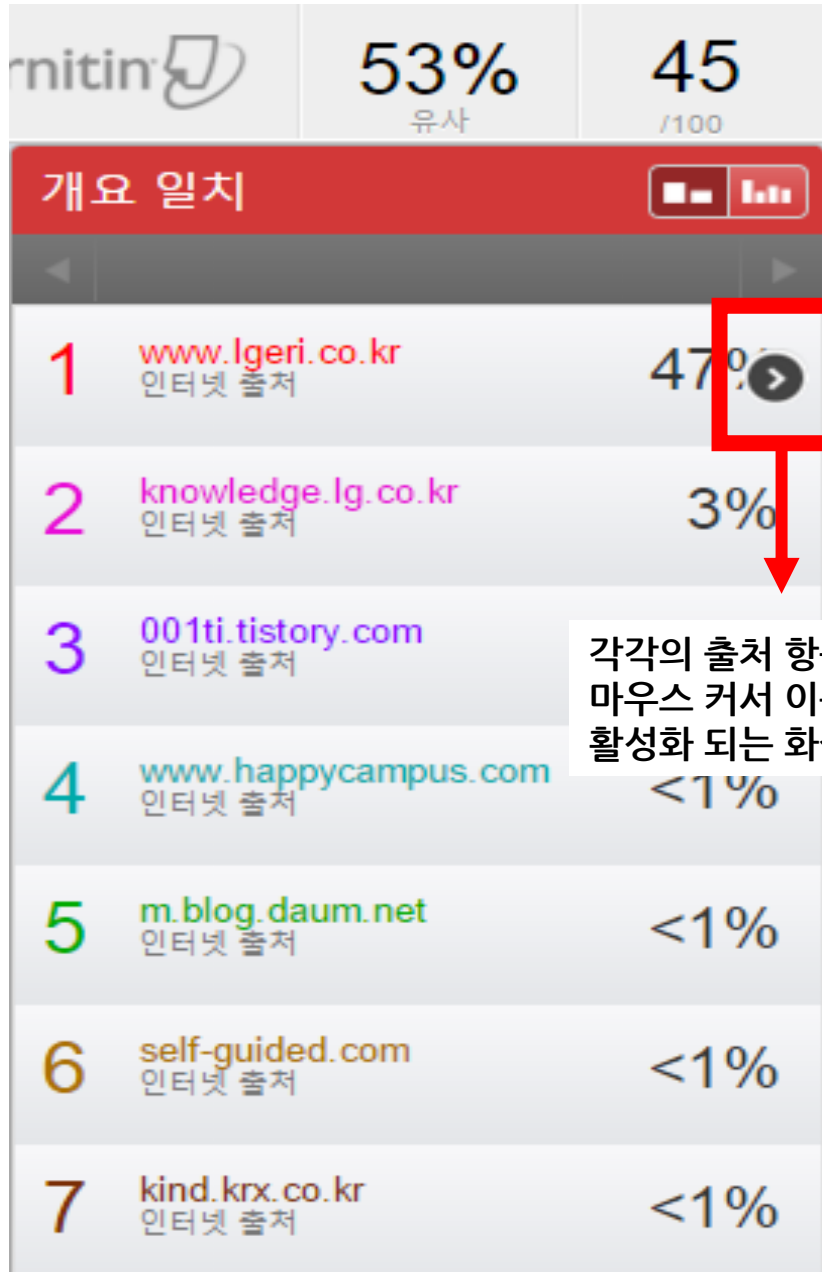 rnitin
53%
유사
45
/100
개요 일치
1
www.lgeri.co.kr
인터넷 출처
47%
2
knowledge.lg.co.kr
인터넷 출처
3%
3
001ti.tistory.com
인터넷 출처
각각의 출처
마우스 커서
활성화 되는
4
www.happycampus.com
인터넷 출처
<1%
5
m.blog.daum.net
인터넷 출처
<1%
6
self-guided.com
인터넷 출처
<1%
7
kind.krx.co.kr
인터넷 출처
<1%